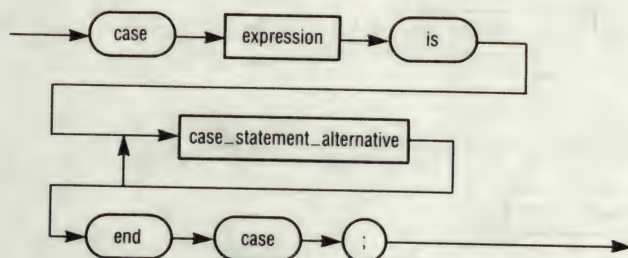 case expression is
case_statement_alternative
end case ;